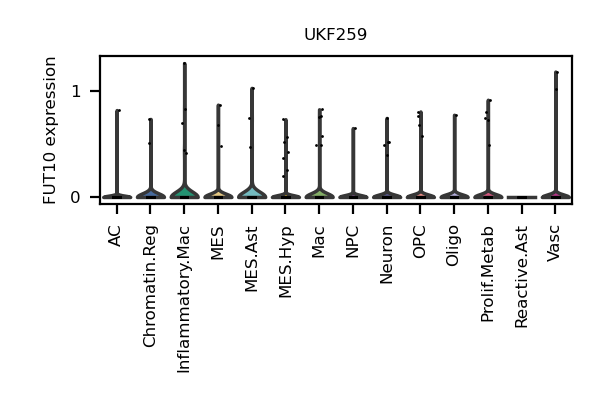 UKF259
FUT10 expression
1
0
AC
Chromatin.Reg
Inflammatory.Mac
MES
MES.Ast
MES.Hyp
Mac
NPC
Neuron
OPC
Oligo
Prolif.Metab
Reactive.Ast
Vasc